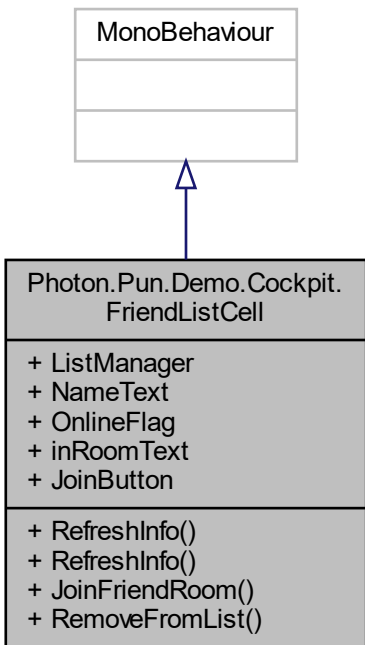 MonoBehaviour
Photon.Pun.Demo.Cockpit.
FriendListCell
+ ListManager
+ NameText
+ OnlineFlag
+ inRoomText
+ JoinButton
+ RefreshInfo()
+ RefreshInfo()
+ JoinFriendRoom()
+ RemoveFromList()